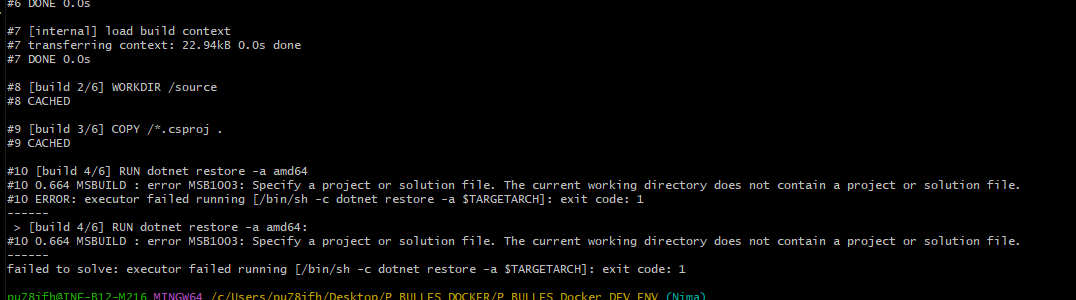 #6 DONE 0.0s
#7 [internal] load build context
#7 transferring context: 22.94kB 0.0s done
#7 DONE 0.0s
#8 [build 2/6] WORKDIR /source
#8 CACHED
#9 [build 3/6] COPY /*.csproj .
#9 CACHED
#10 [build 4/6] RUN dotnet restore -a amd64
#10 0.664 MSBUILD : error MSB1003: Specify a project or solution file. The current working directory does not contain a project or solution file.
#10 ERROR: executor failed running [/bin/sh -c dotnet restore -a $TARGETARCH]: exit code: 1
------
> [build 4/6] RUN dotnet restore -a amd64:
#10 0.664 MSBUILD : error MSB1003: Specify a project or solution file. The current working directory does not contain a project or solution file.
------
failed to solve: executor failed running [/bin/sh -c dotnet restore -a $TARGETARCH]: exit code: 1
pu78ifh@INF-B12-M216 MINGW64 /c/Users/pu78ifh/Desktop/P_BULLES_DOCKER/P_BULLES_Docker_DEV_ENV (Nima)